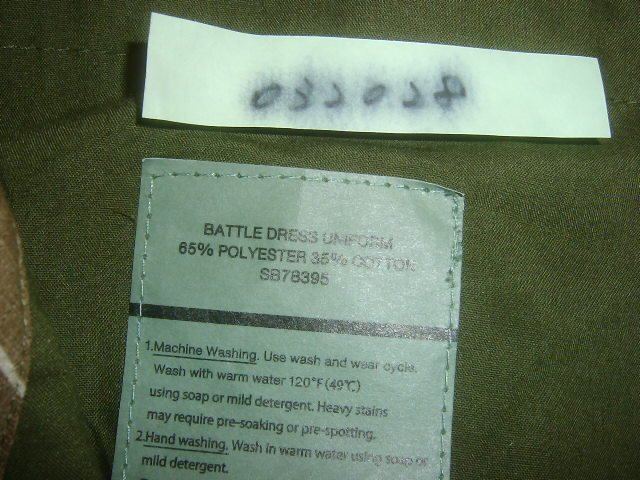 BATTLE DRESS UNIFORM
65% POLYESTER 35% COTTON
SB78395
1.Machine Washing. Use wash and wear cycle.
Wash with warm water 120°F(49℃)
using soap or mild detergent. Heavy stains
may require pre-soaking or pre-spotting.
2.Hand washing. Wash in warm water using soap or
mild detergent.